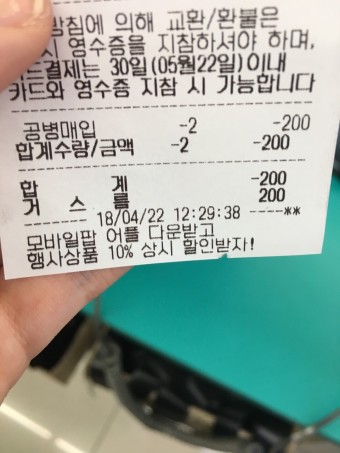 방침에 의해 교환/환불은
시 영수증을 지참하셔야 하며,
드결제는 30일(05월22일)이내
카드와 영수증 지참 시 가능합니다
공병매입 -2 -200
합계수량/금액 -2 -200
합 계 -200
거 스 름 200
18/04/22 12:29:38 ----**
모바일팝 어플 다운받고
행사상품 10% 상시 할인받자!